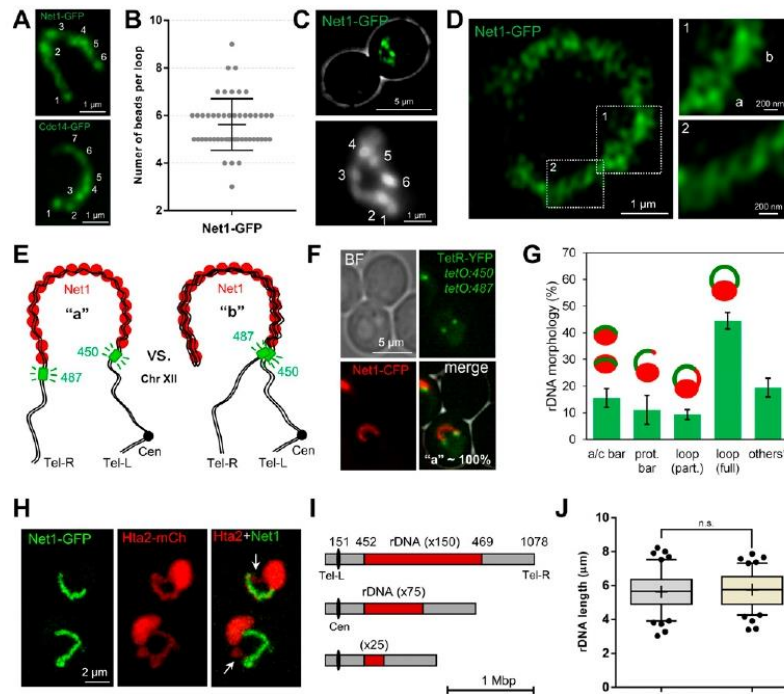 A
Net1-GFP
3
4
2
5
6
1
1 µm
Cdc14-GFP
7
6
5
4
3
1
2
1 µm
B
Numer of beads per loop
10
8
6
4
2
Net1-GFP
C
Net1-GFP
5 µm
4
5
3
6
2
1
1 µm
D
Net1-GFP
1
2
1 µm
1
b
a
200 nm
2
200 nm
E
Net1
"a"
450
487
VS.
Chr XII
Cen
Tel-R
Tel-L
Net1
"b"
487
450
Cen
Tel-R
Tel-L
F
BF
5 µm
TetR-YFP
tetO:450
tetO:487
Net1-CFP
merge
"a" ~ 100%
G
rDNA morphology (%)
70
60
50
40
30
20
10
0
a/c bar
prot. bar
loop (part.)
loop (full)
others*
H
Net1-GFP
Hta2-mCh
Hta2+Net1
2 µm
I
151
452
rDNA (x150)
469
1078
Tel-L
Tel-R
rDNA (x75)
Cen
(x25)
1 Mbp
J
rDNA length (µm)
10
8
6
4
2
0
n.s.